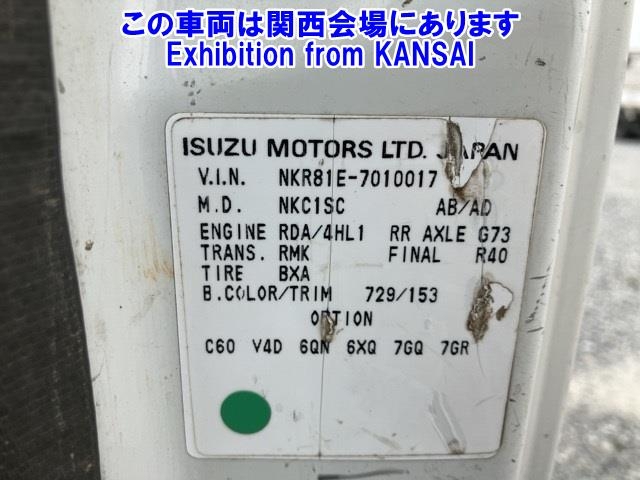 この車両は関西会場にあります
Exhibition from KANSAI
ISUZU MOTORS LTD. JAPAN
V.I.N. NKR81E-7010017
M.D. NKC1SC AB/AD
ENGINE RDA/4HL1 RR AXLE G73
TRANS. RMK FINAL R40
TIRE BXA
B.COLOR/TRIM 729/153
OPTION
C60 V4D 6QN 6XQ 7GQ 7GR